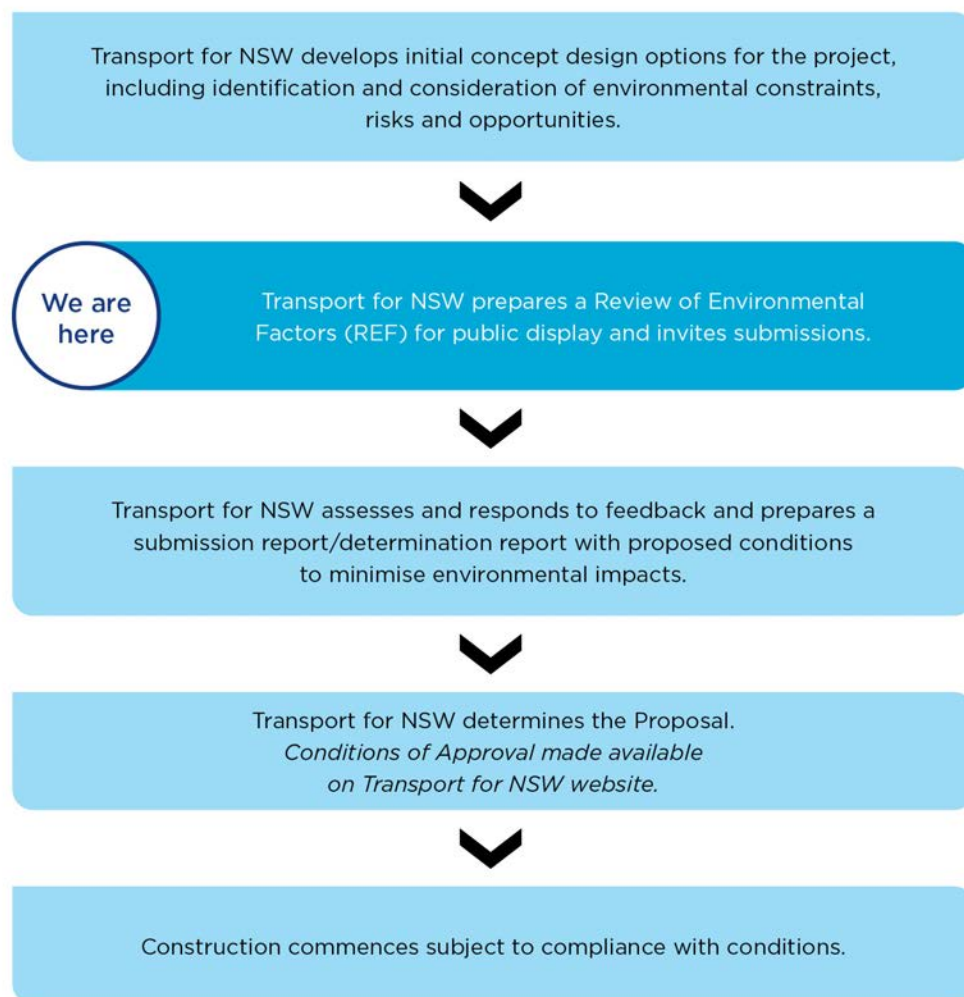 Transport for NSW develops initial concept design options for the project,
including identification and consideration of environmental constraints,
risks and opportunities.
We are
here
Transport for NSW prepares a Review of Environmental
Factors (REF) for public display and invites submissions.
Transport for NSW assesses and responds to feedback and prepares a
submission report/determination report with proposed conditions
to minimise environmental impacts.
Transport for NSW determines the Proposal.
Conditions of Approval made available
on Transport for NSW website.
Construction commences subject to compliance with conditions.